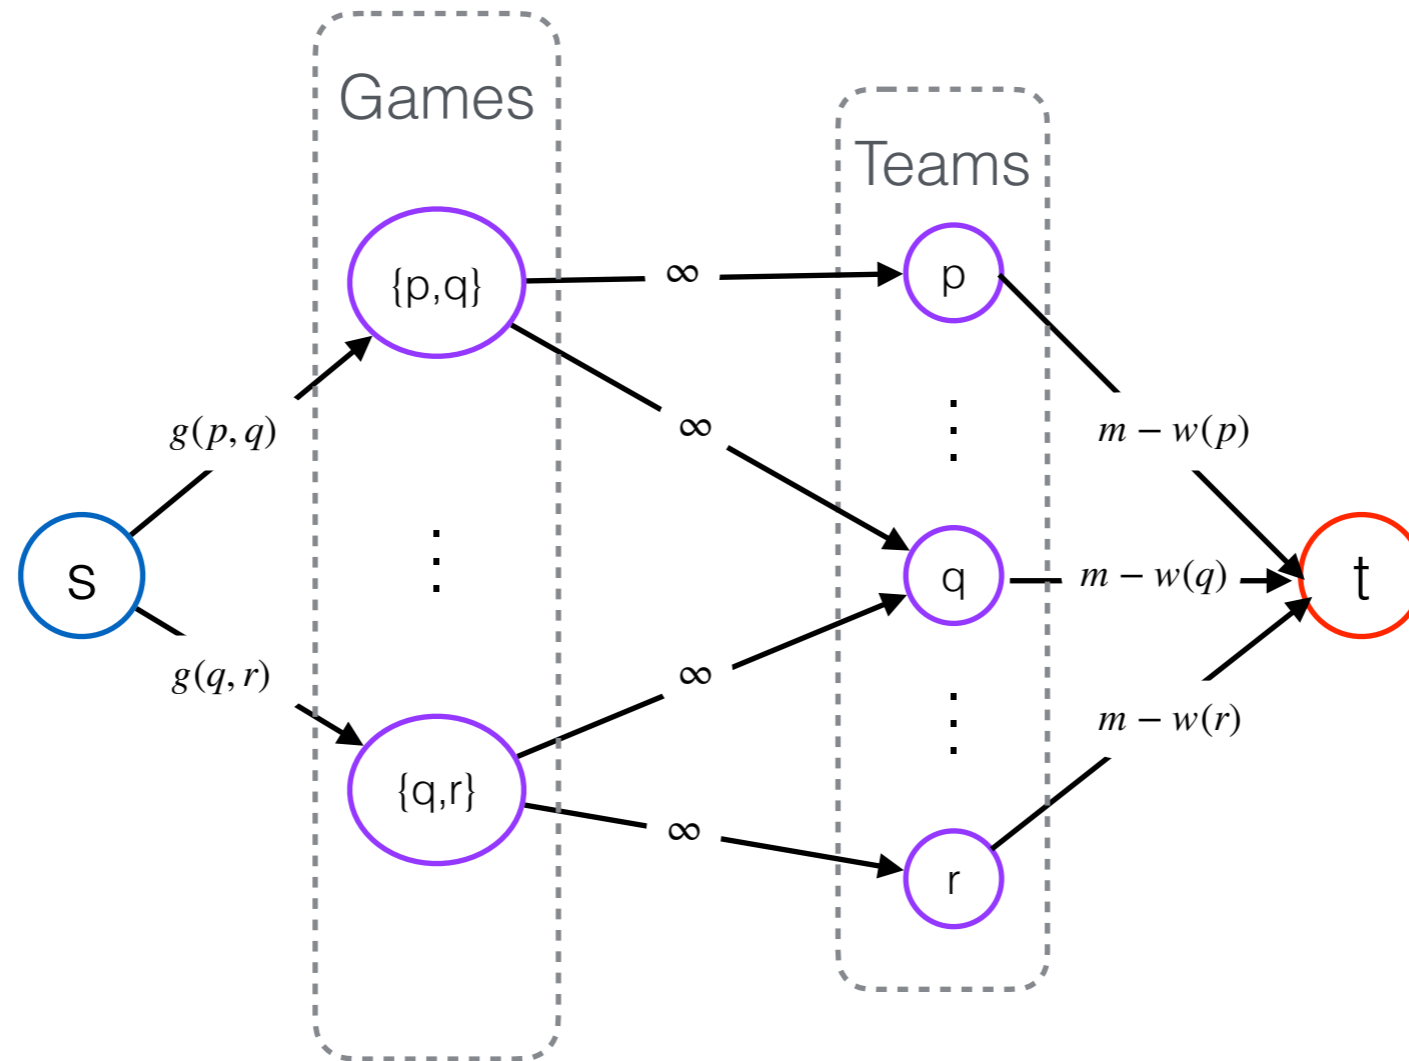 Games
Teams
{p,q}
∞
p
g(p, q)
∞
m − w(p)
s
q
m − w(q)
t
g(q, r)
∞
m − w(r)
{q,r}
∞
r